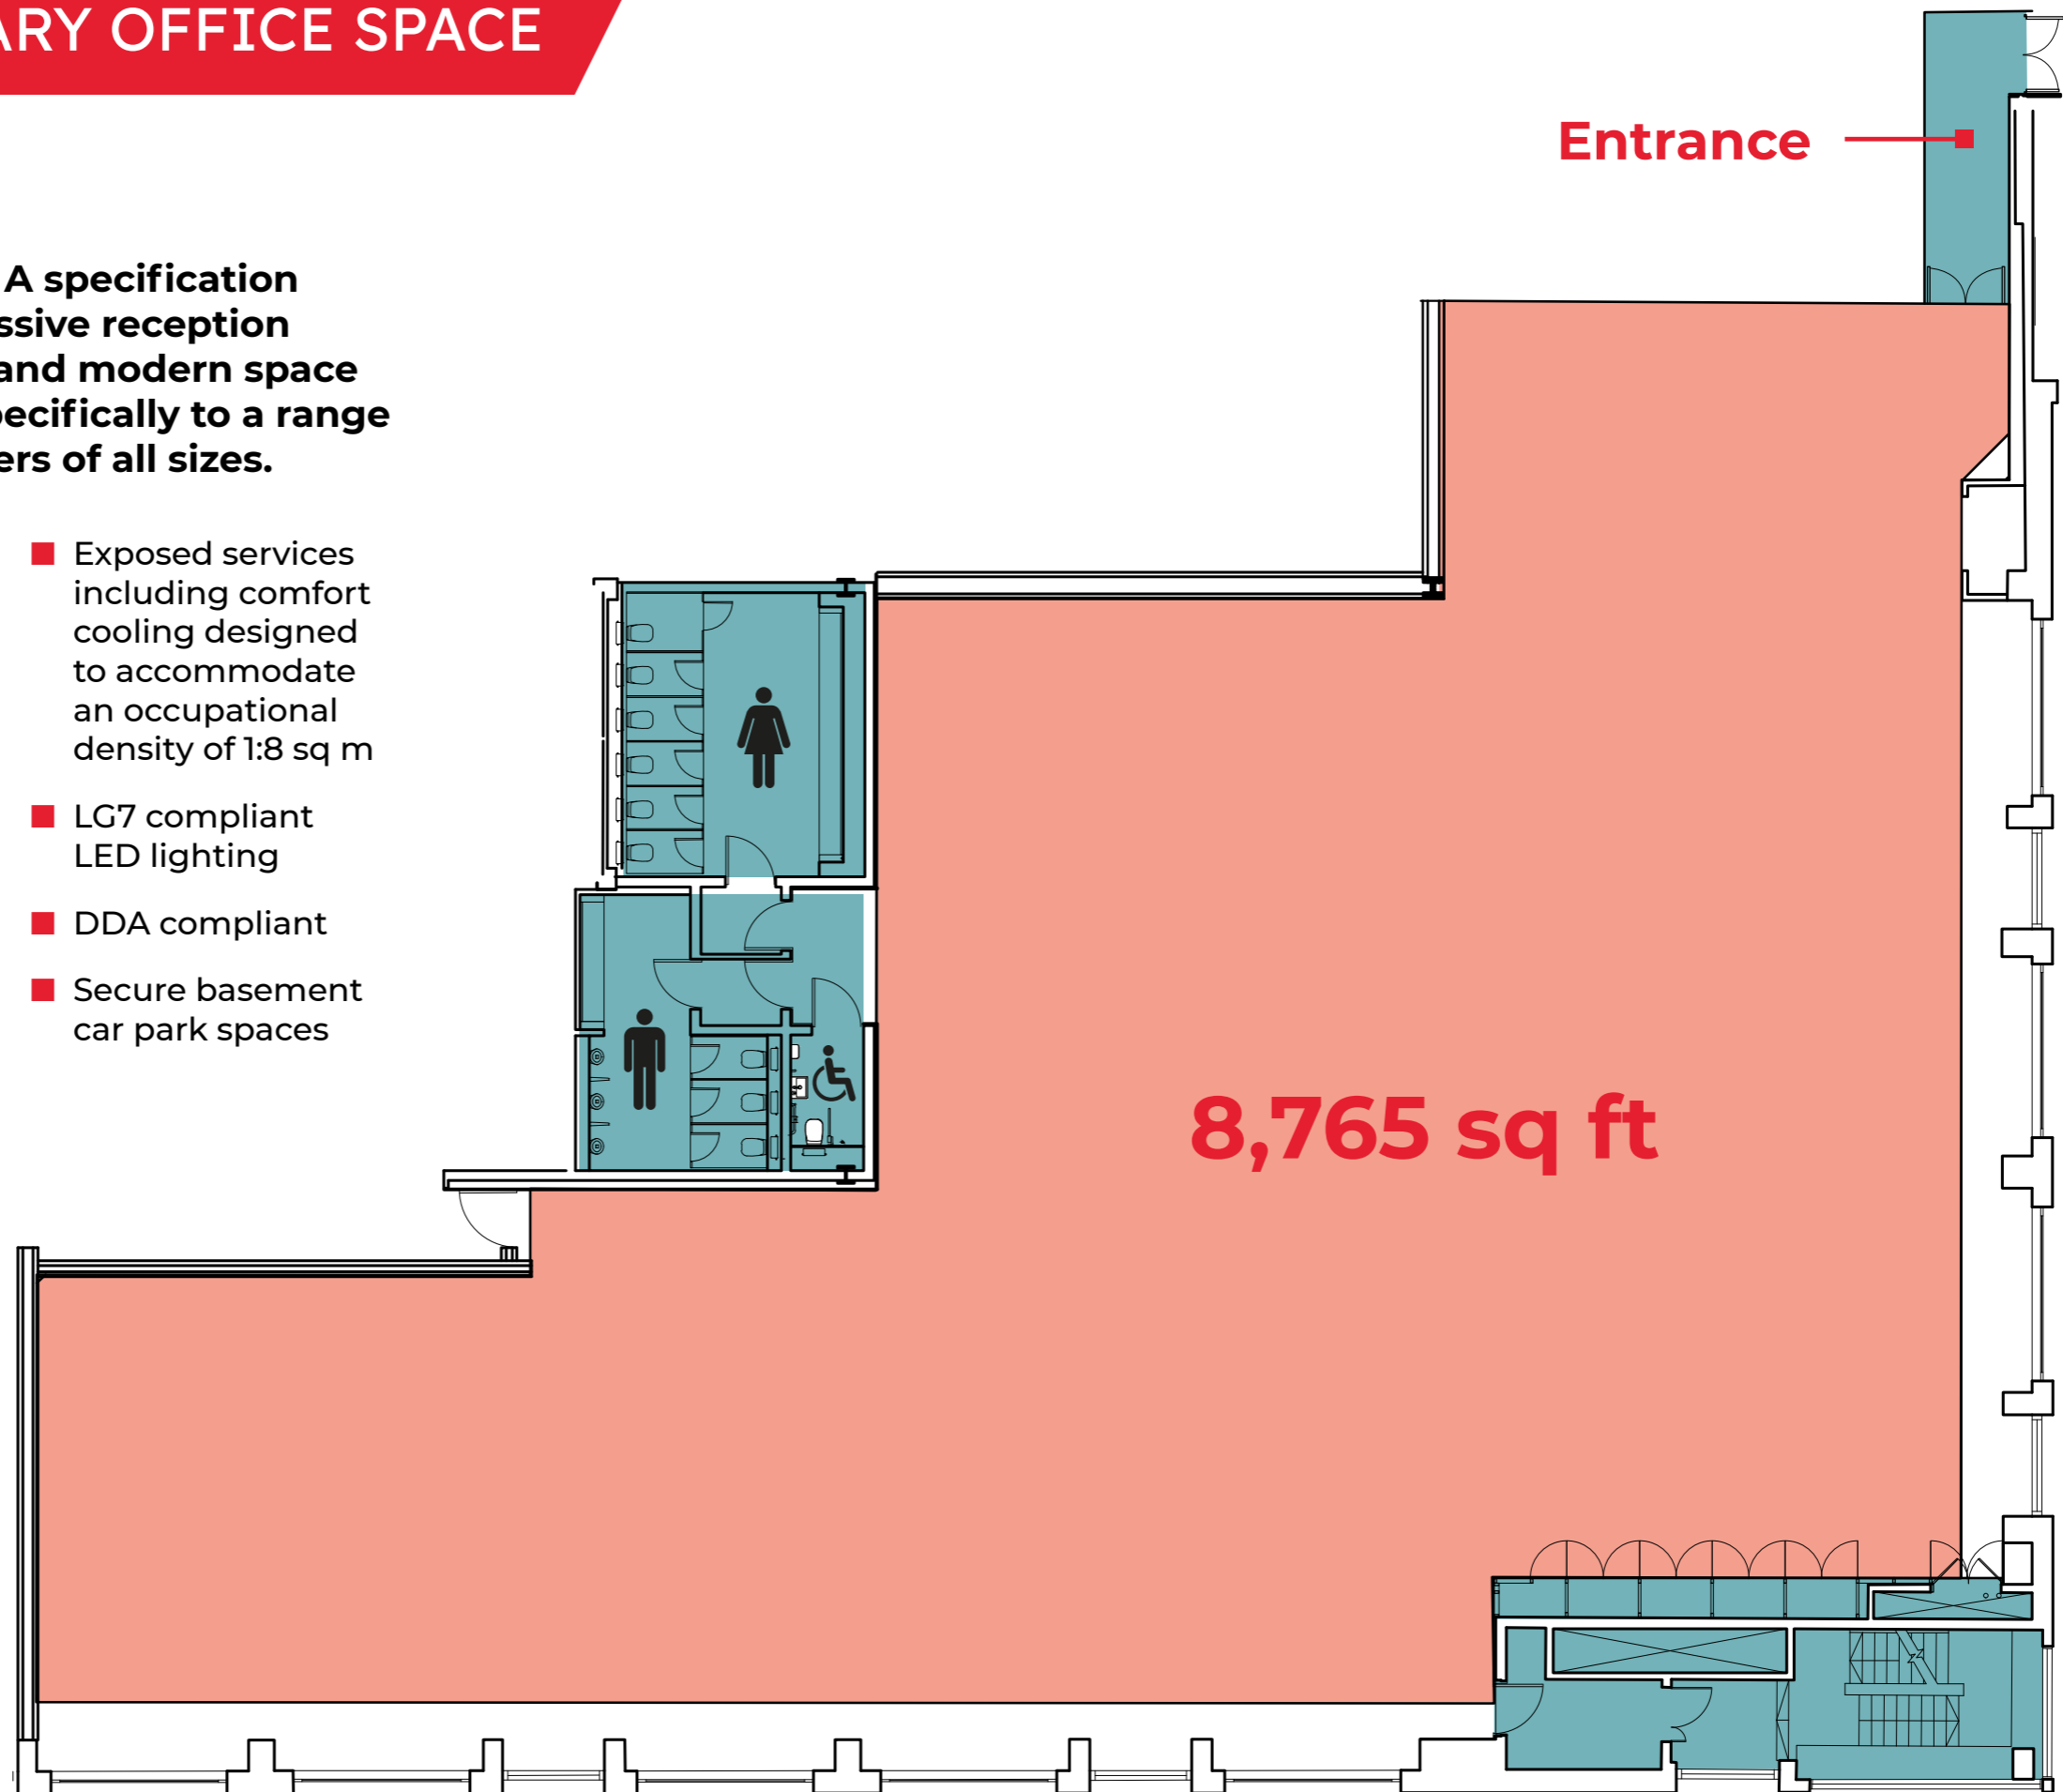 ARY OFFICE SPACE
Entrance
A specification
ssive reception
and modern space
pecifically to a range
ers of all sizes.
Exposed services
including comfort
cooling designed
to accommodate
an occupational
density of 1:8 sq m
LG7 compliant
LED lighting
DDA compliant
Secure basement
car park spaces
8,765 sq ft